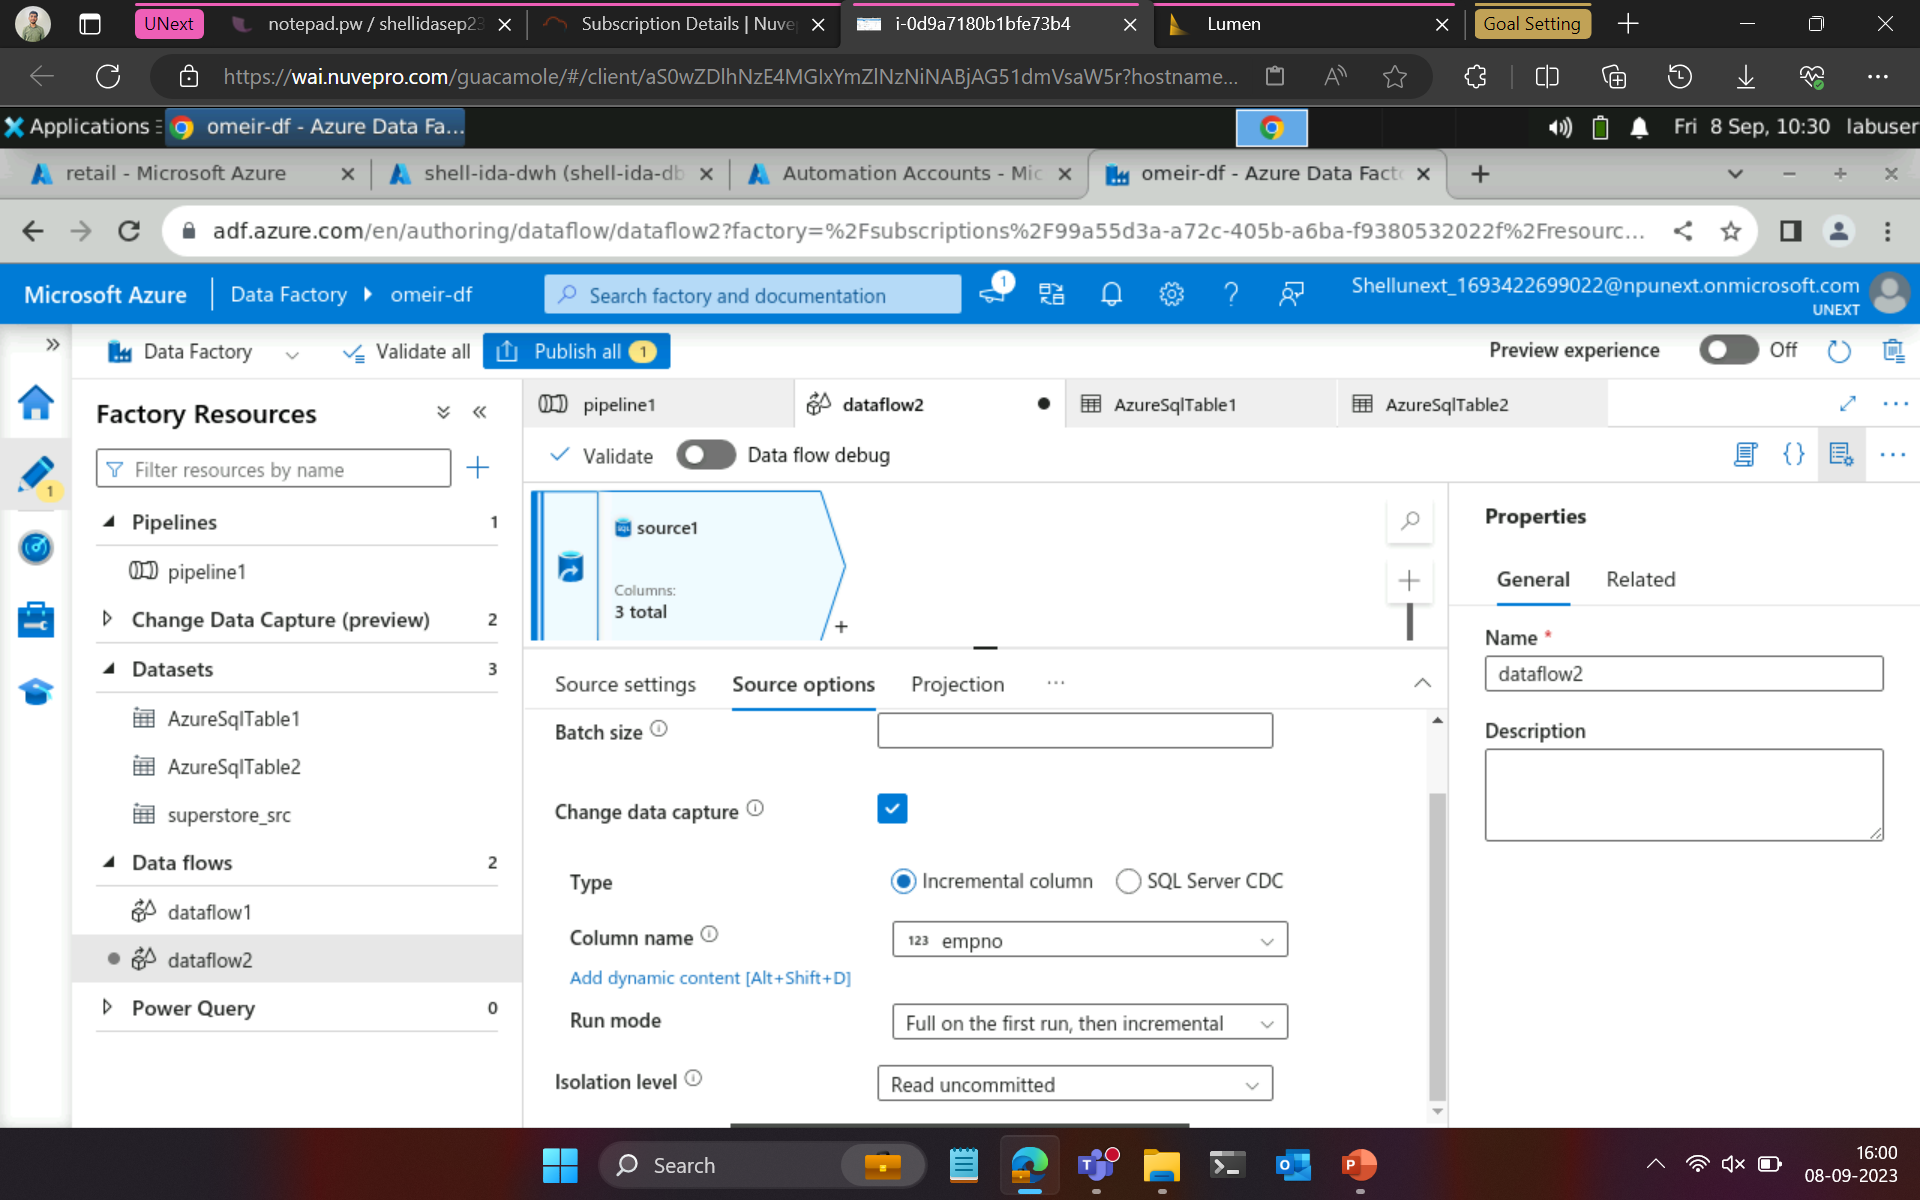 UNext
notepad.pw / shellidasep23
Subscription Details | Nuve
i-0d9a7180b1bfe73b4
Lumen
Goal Setting
https://wai.nuvepro.com/guacamole/#/client/aS0wZDlhNzE4MGIxYmZlNzNiNABjAG51dmVsaW5r?hostname...
Applications
omeir-df - Azure Data Fa...
Fri 8 Sep, 10:30 labuser
retail - Microsoft Azure
shell-ida-dwh (shell-ida-db
Automation Accounts - Mic
omeir-df - Azure Data Facto
adf.azure.com/en/authoring/dataflow/dataflow2?factory=%2Fsubscriptions%2F99a55d3a-a72c-405b-a6ba-f9380532022f%2Fresourc...
Microsoft Azure
Data Factory
omeir-df
Search factory and documentation
1
Shellunext_1693422699022@npunext.onmicrosoft.com
UNEXT
Data Factory
Validate all
Publish all 1
Preview experience
Off
Factory Resources
pipeline1
dataflow2
AzureSqlTable1
AzureSqlTable2
Filter resources by name
Validate
Data flow debug
1
Pipelines 1
pipeline1
Change Data Capture (preview) 2
Datasets 3
AzureSqlTable1
AzureSqlTable2
superstore_src
Data flows 2
dataflow1
dataflow2
Power Query 0
SQL source1
Columns:
3 total
Source settings
Source options
Projection
Batch size
Change data capture
Type
Incremental column
SQL Server CDC
Column name
123 empno
Add dynamic content [Alt+Shift+D]
Run mode
Full on the first run, then incremental
Isolation level
Read uncommitted
Properties
General
Related
Name *
dataflow2
Description
Search
16:00
08-09-2023